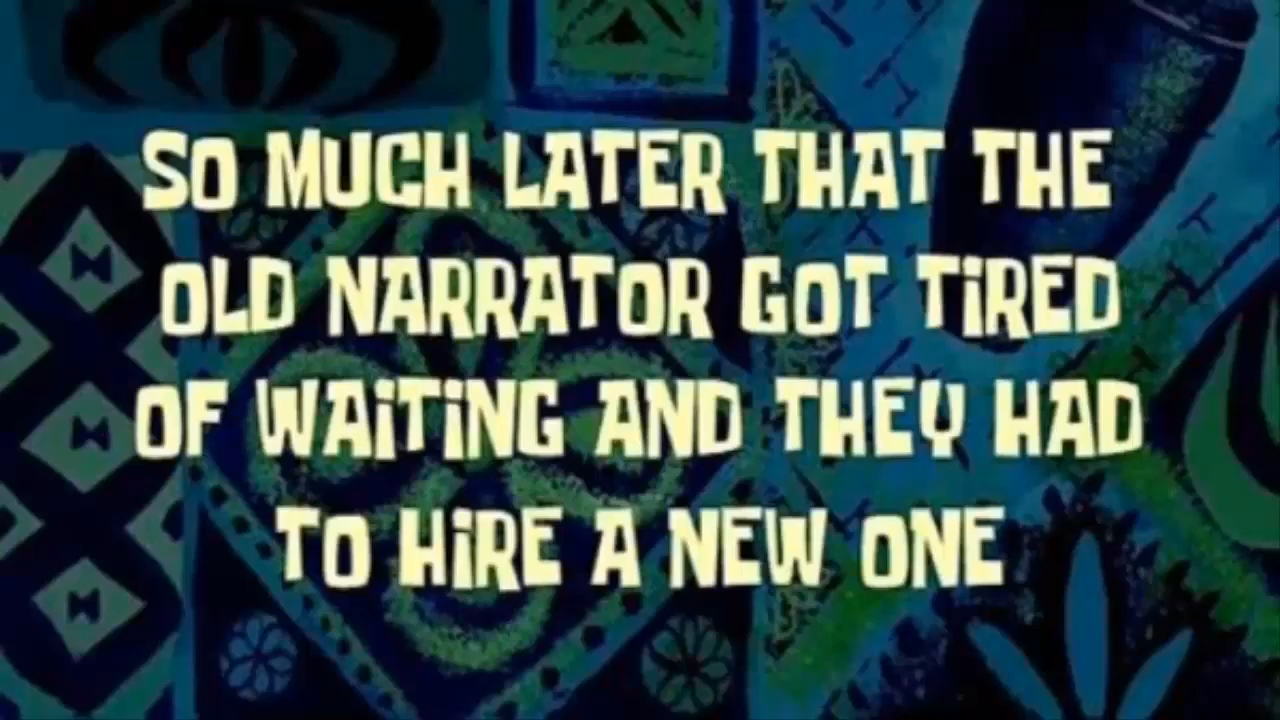 SO MUCH LATER THAT THE
OLD NARRATOR GOT TiRED
OF WAiTiNG AND THEY HAD
TO HiRE A NEW ONE